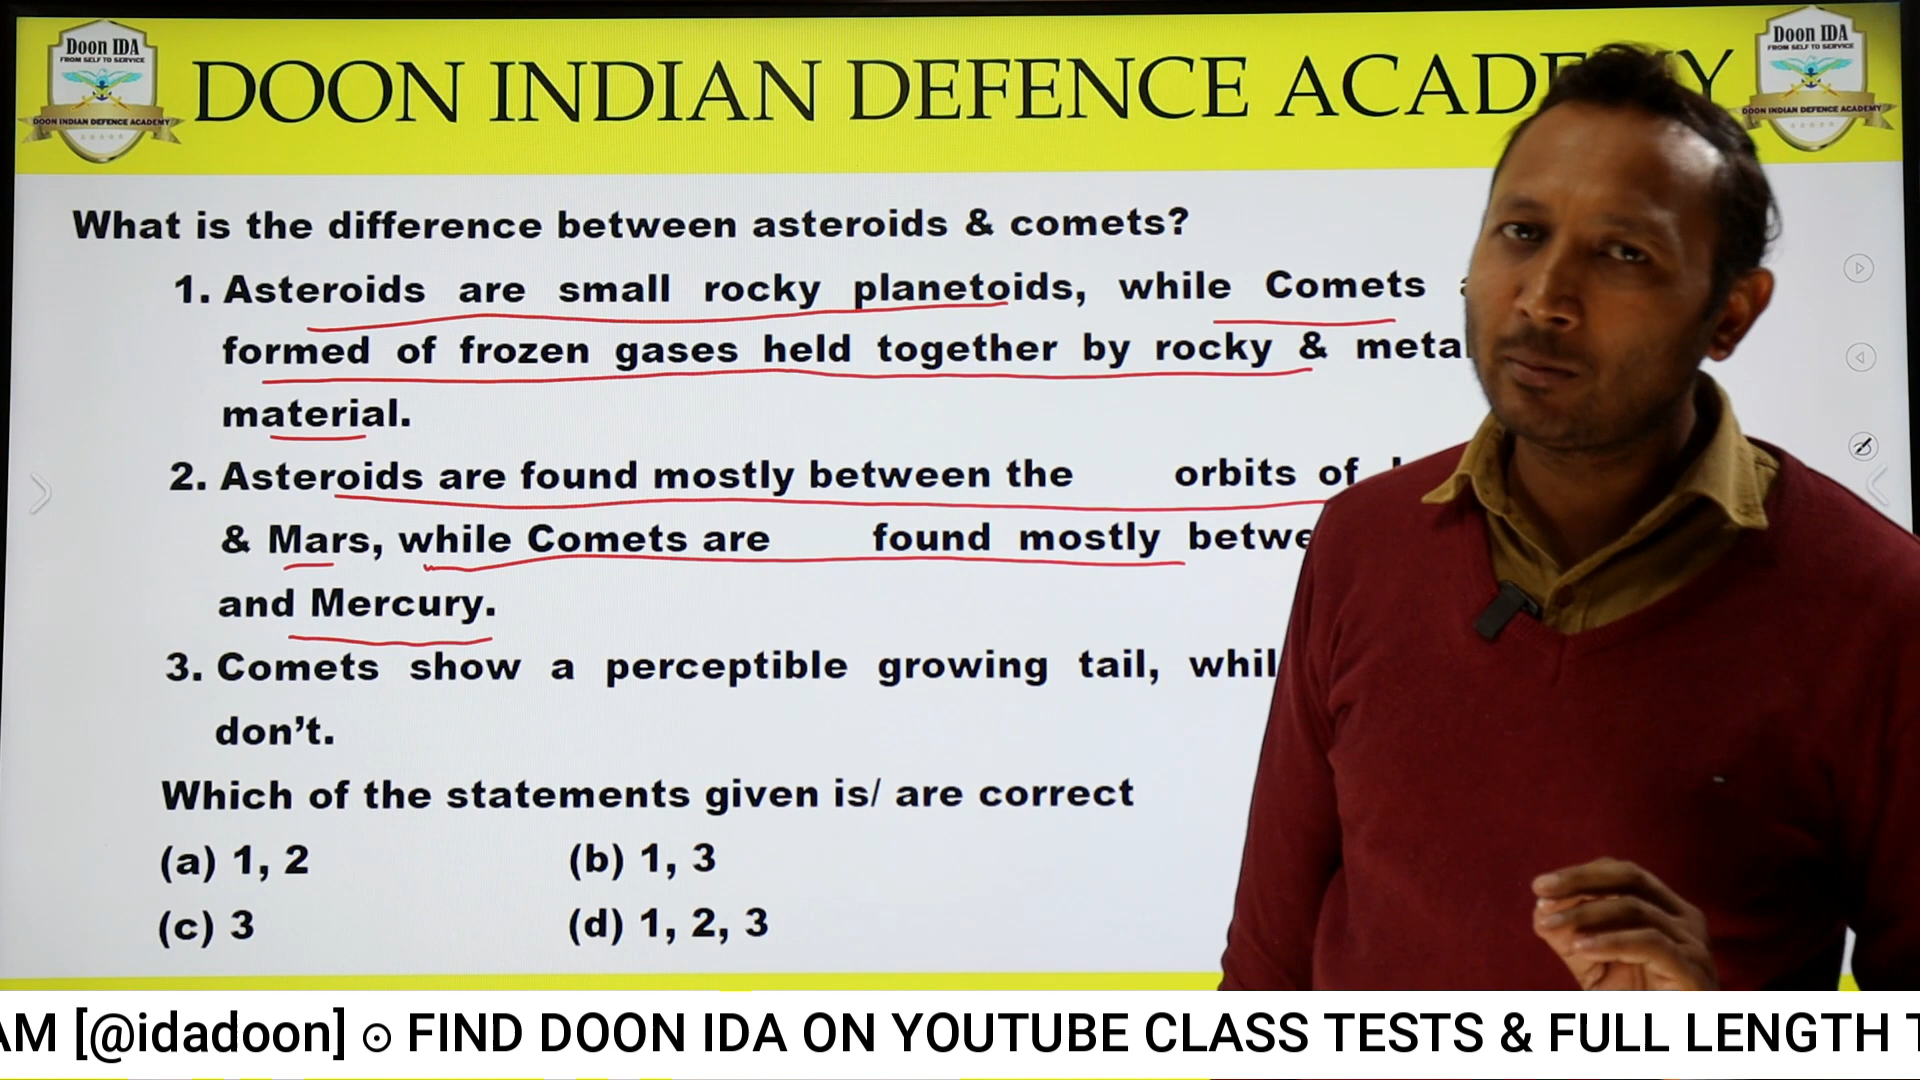 Doon IDA
FROM SELF TO SERVICE
DOON INDIAN DEFENCE ACADEMY
DOON INDIAN DEFENCE ACAD Y
Doon IDA
FROM SELF TO SERVICE
DOON INDIAN DEFENCE ACADEMY
What is the difference between asteroids & comets?
1. Asteroids are small rocky planetoids, while Comets
formed of frozen gases held together by rocky &
material.
2. Asteroids are found mostly between the orbits of
& Mars, while Comets are found mostly
and Mercury.
3. Comets show a perceptible growing tail,
don't.
Which of the statements given is/ are correct
(a) 1, 2
(b) 1, 3
(c) 3
(d) 1, 2, 3
AM [@idadoon] ⊙ FIND DOON IDA ON YOUTUBE CLASS TESTS & FULL LENGTH T